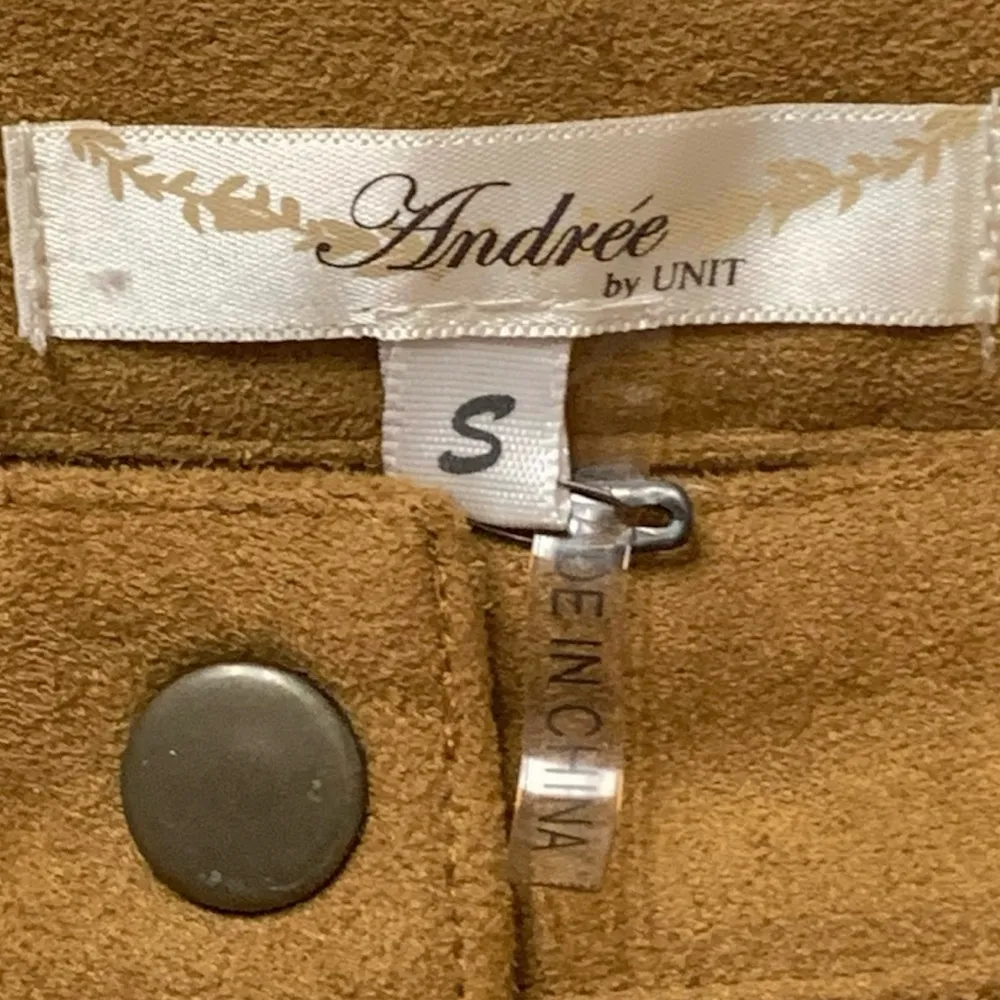 Andrée
by UNIT
S
DE IN CHINA